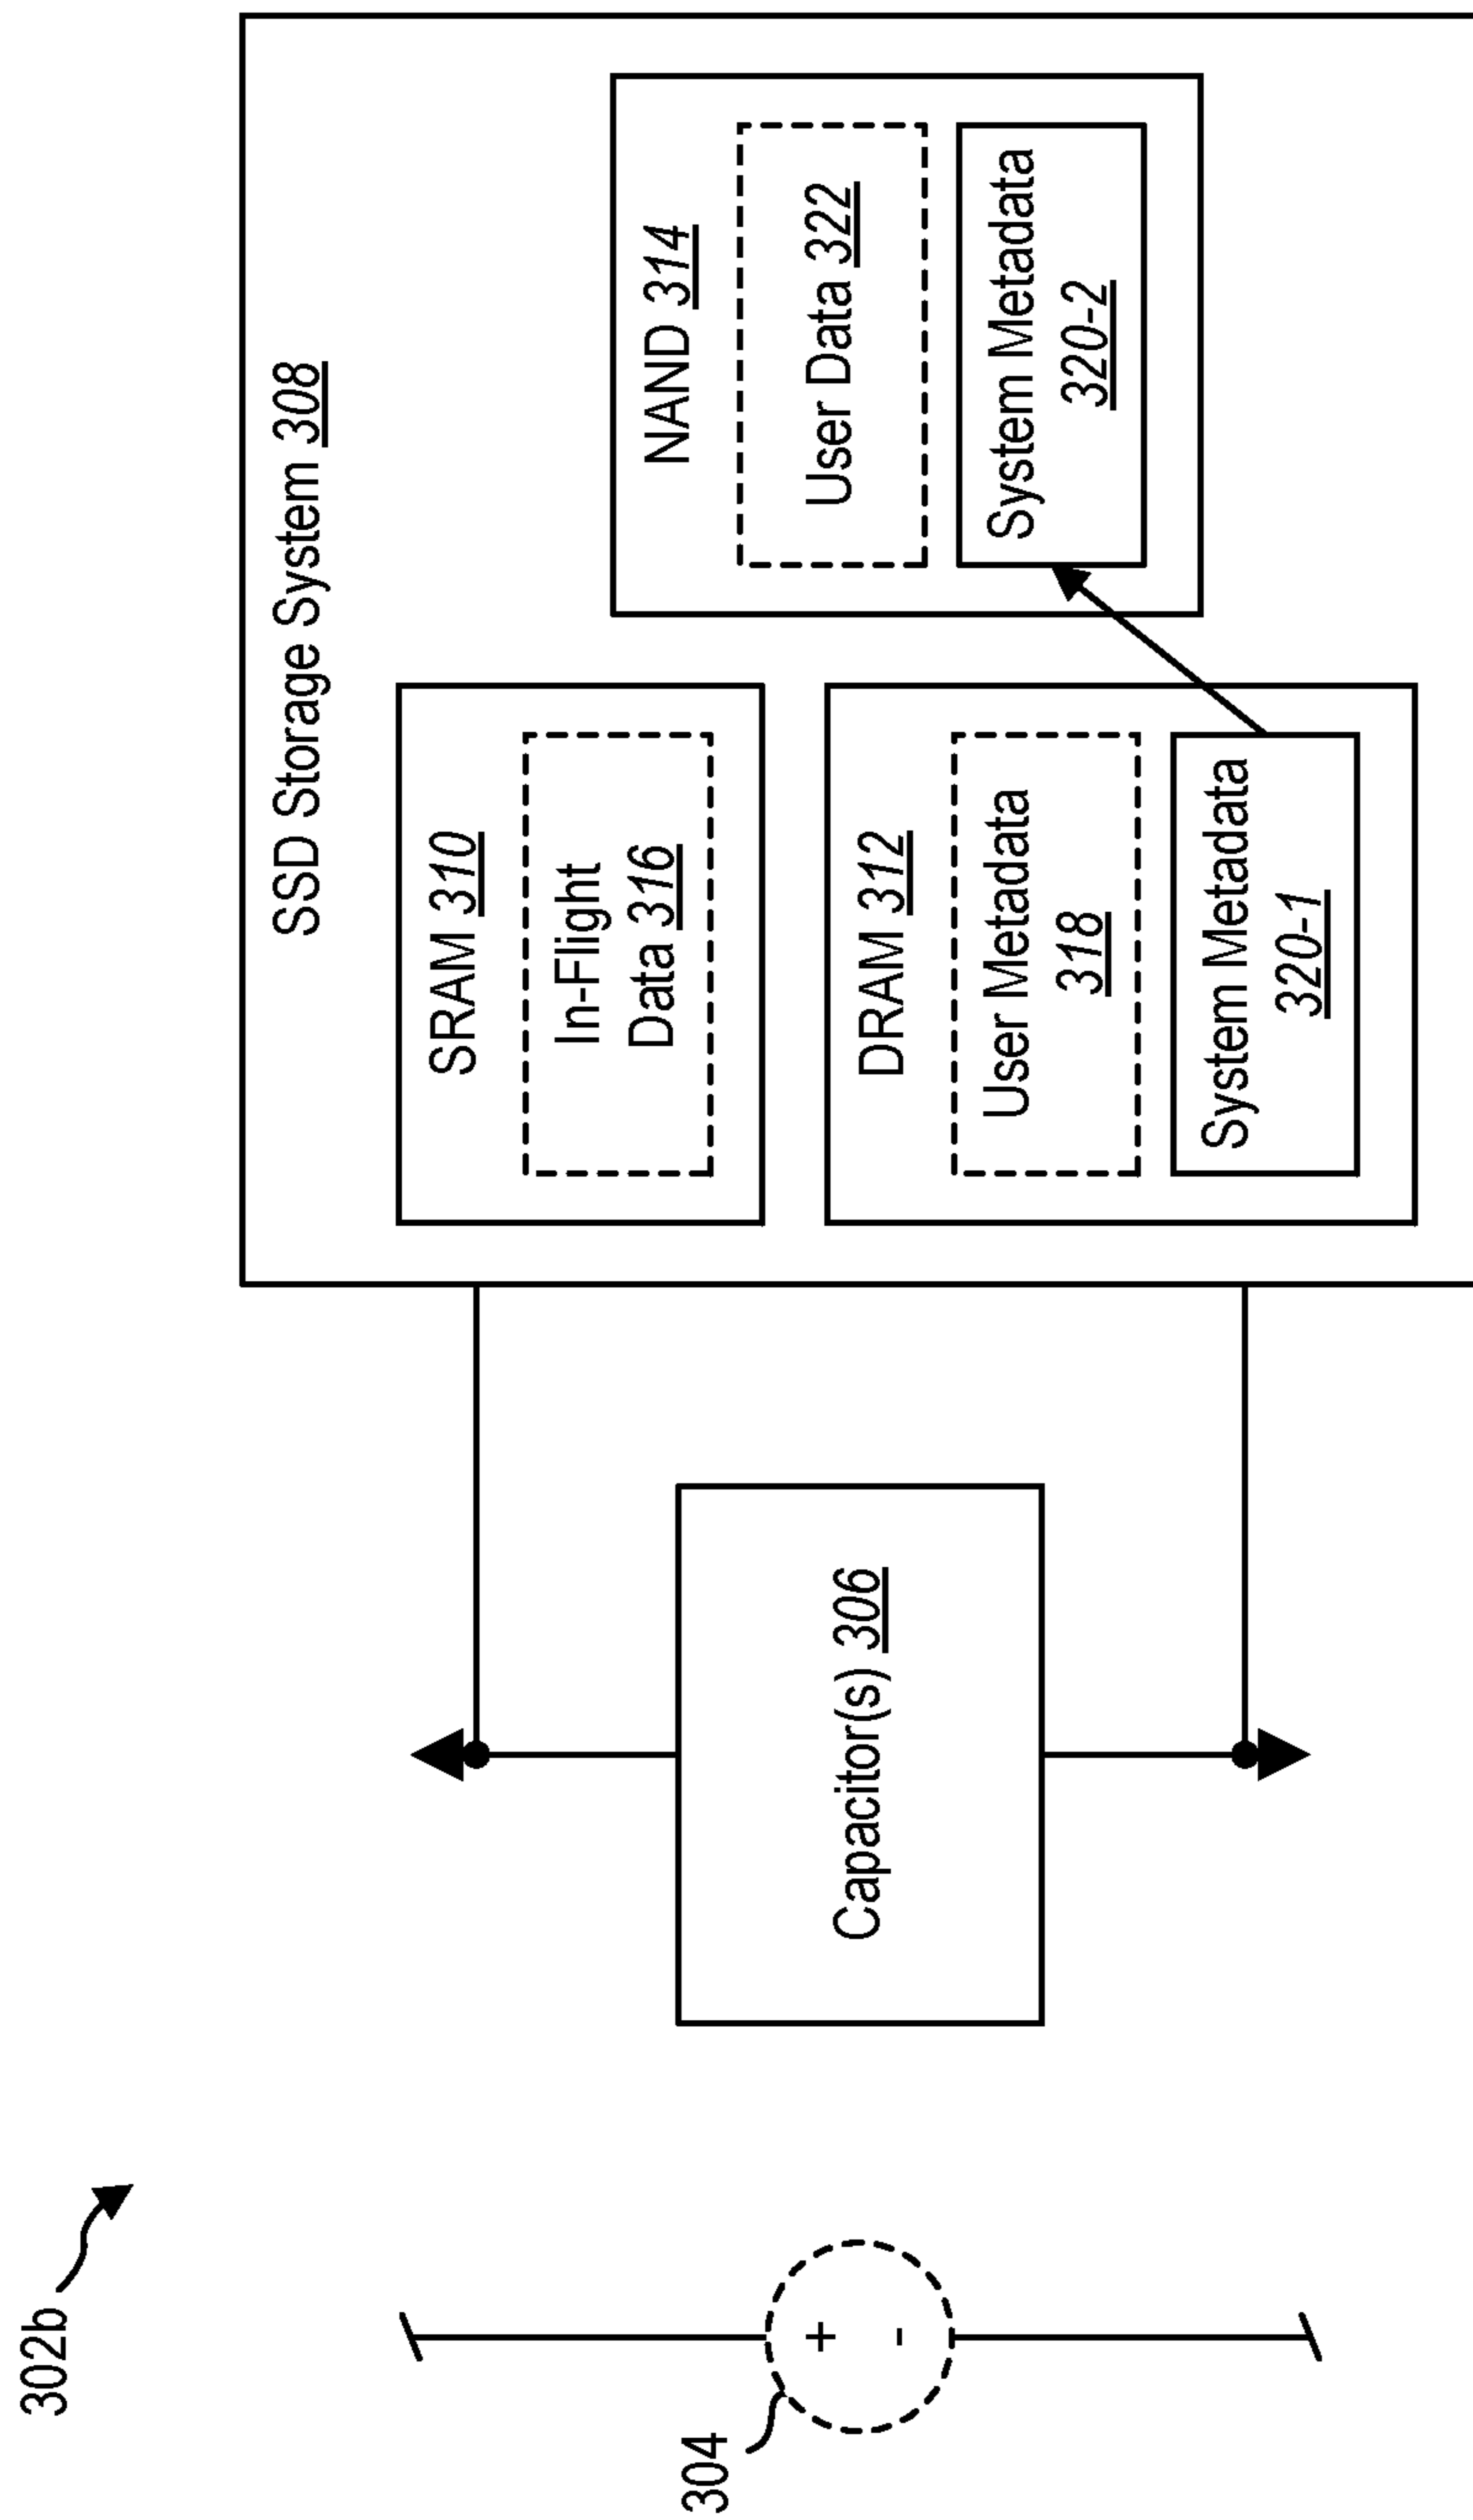 302b
304
+
-
Capacitor(s) 306
SSD Storage System 308
SRAM 310
In-Flight
Data 316
DRAM 312
User Metadata
318
System Metadata
320-1
NAND 314
User Data 322
System Metadata
320-2